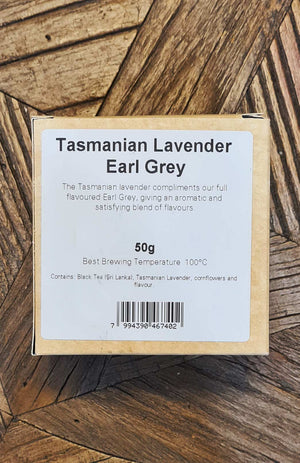 Tasmanian Lavender
Earl Grey
The Tasmanian lavender compliments our full
flavoured Earl Grey, giving an aromatic and
satisfying blend of flavours.
50g
Best Brewing Temperature 100°C
Contains: Black Tea (Sri Lanka), Tasmanian Lavender, cornflowers and
flavour
7 994390 467402